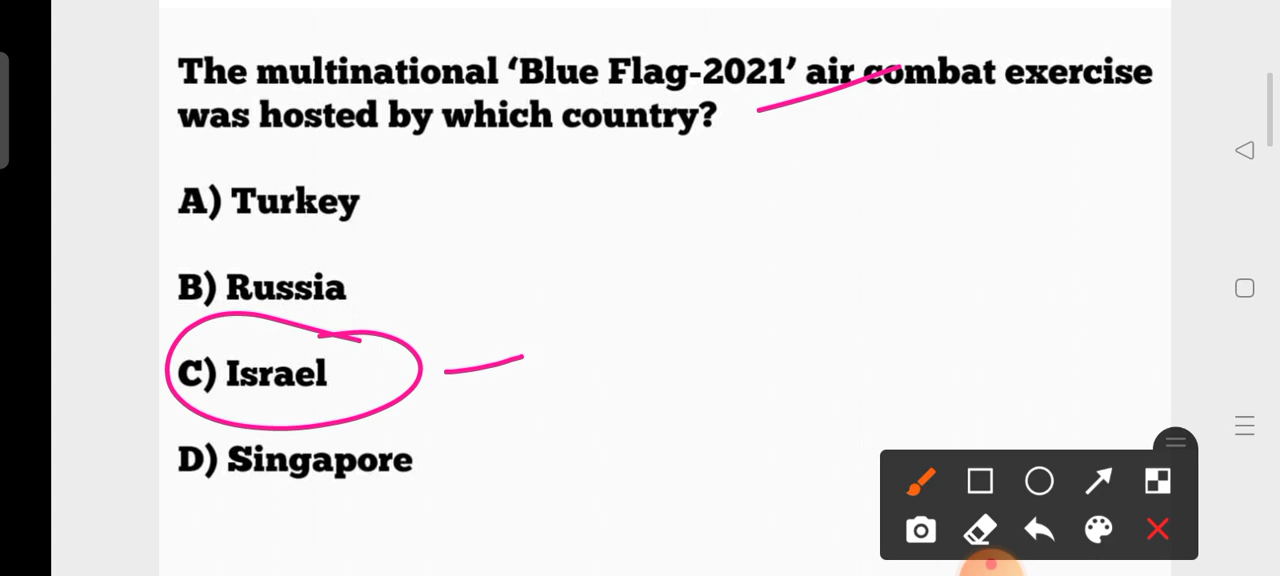 The multinational ‘Blue Flag-2021’ air combat exercise
was hosted by which country?
A) Turkey
B) Russia
C) Israel
D) Singapore